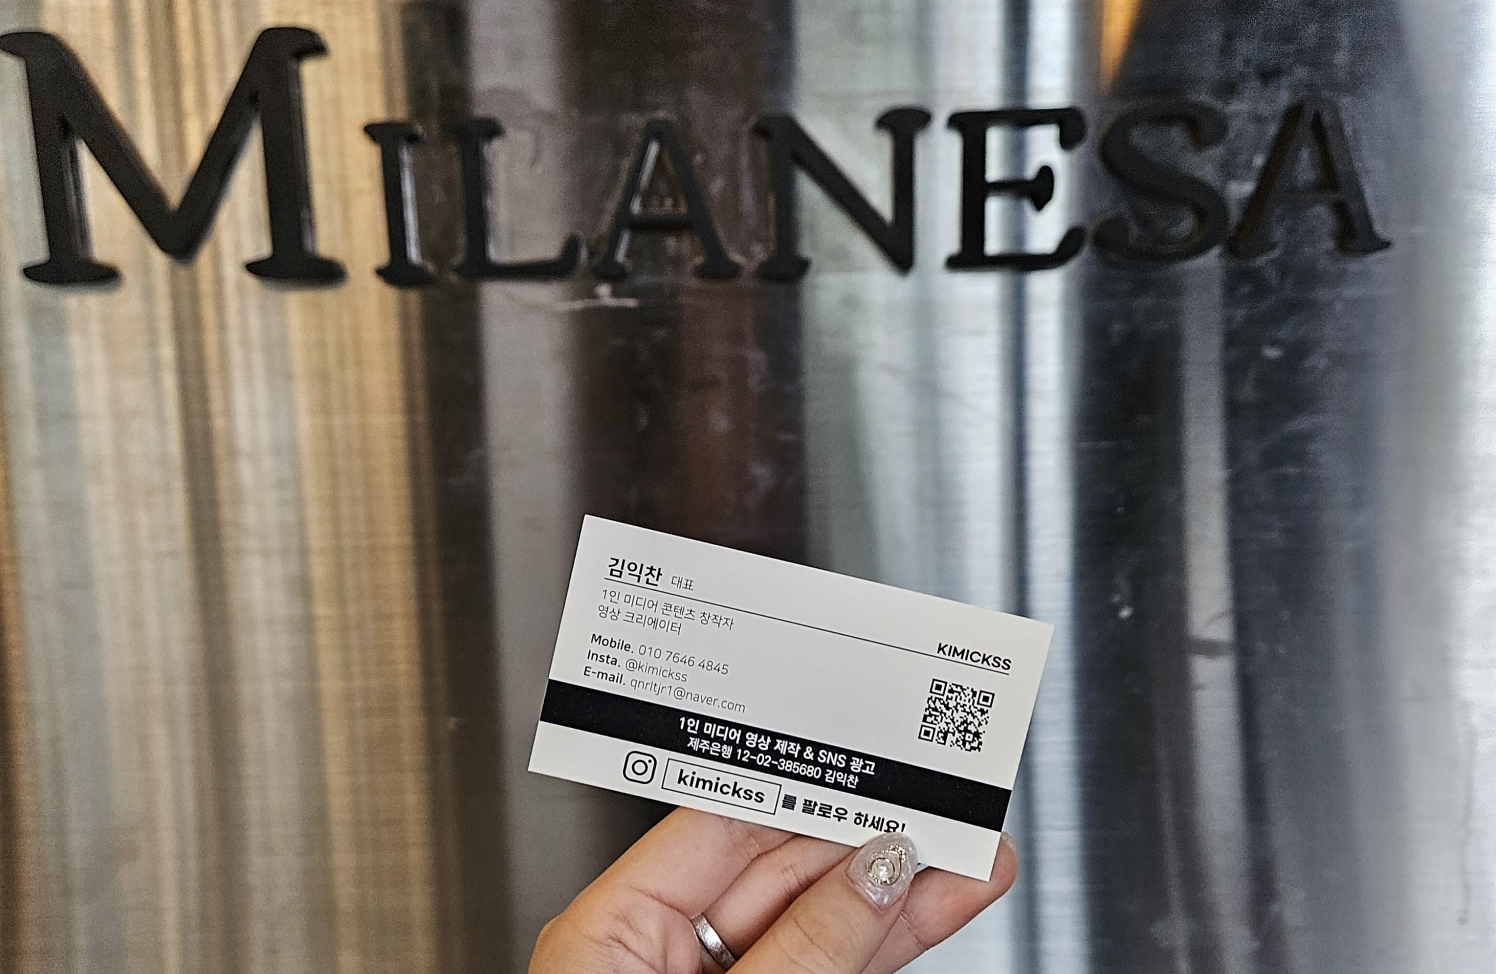 MILANESA
김익찬 대표
1인 미디어 콘텐츠 창작자
영상 크리에이터
KIMICKSS
Mobile. 010 7646 4845
Insta. @kimickss
E-mail. qnrltjr1@naver.com
1인 미디어 영상 제작 & SNS 광고
제주은행 12-02-385680 김익찬
kimickss 를 팔로우 하세요!